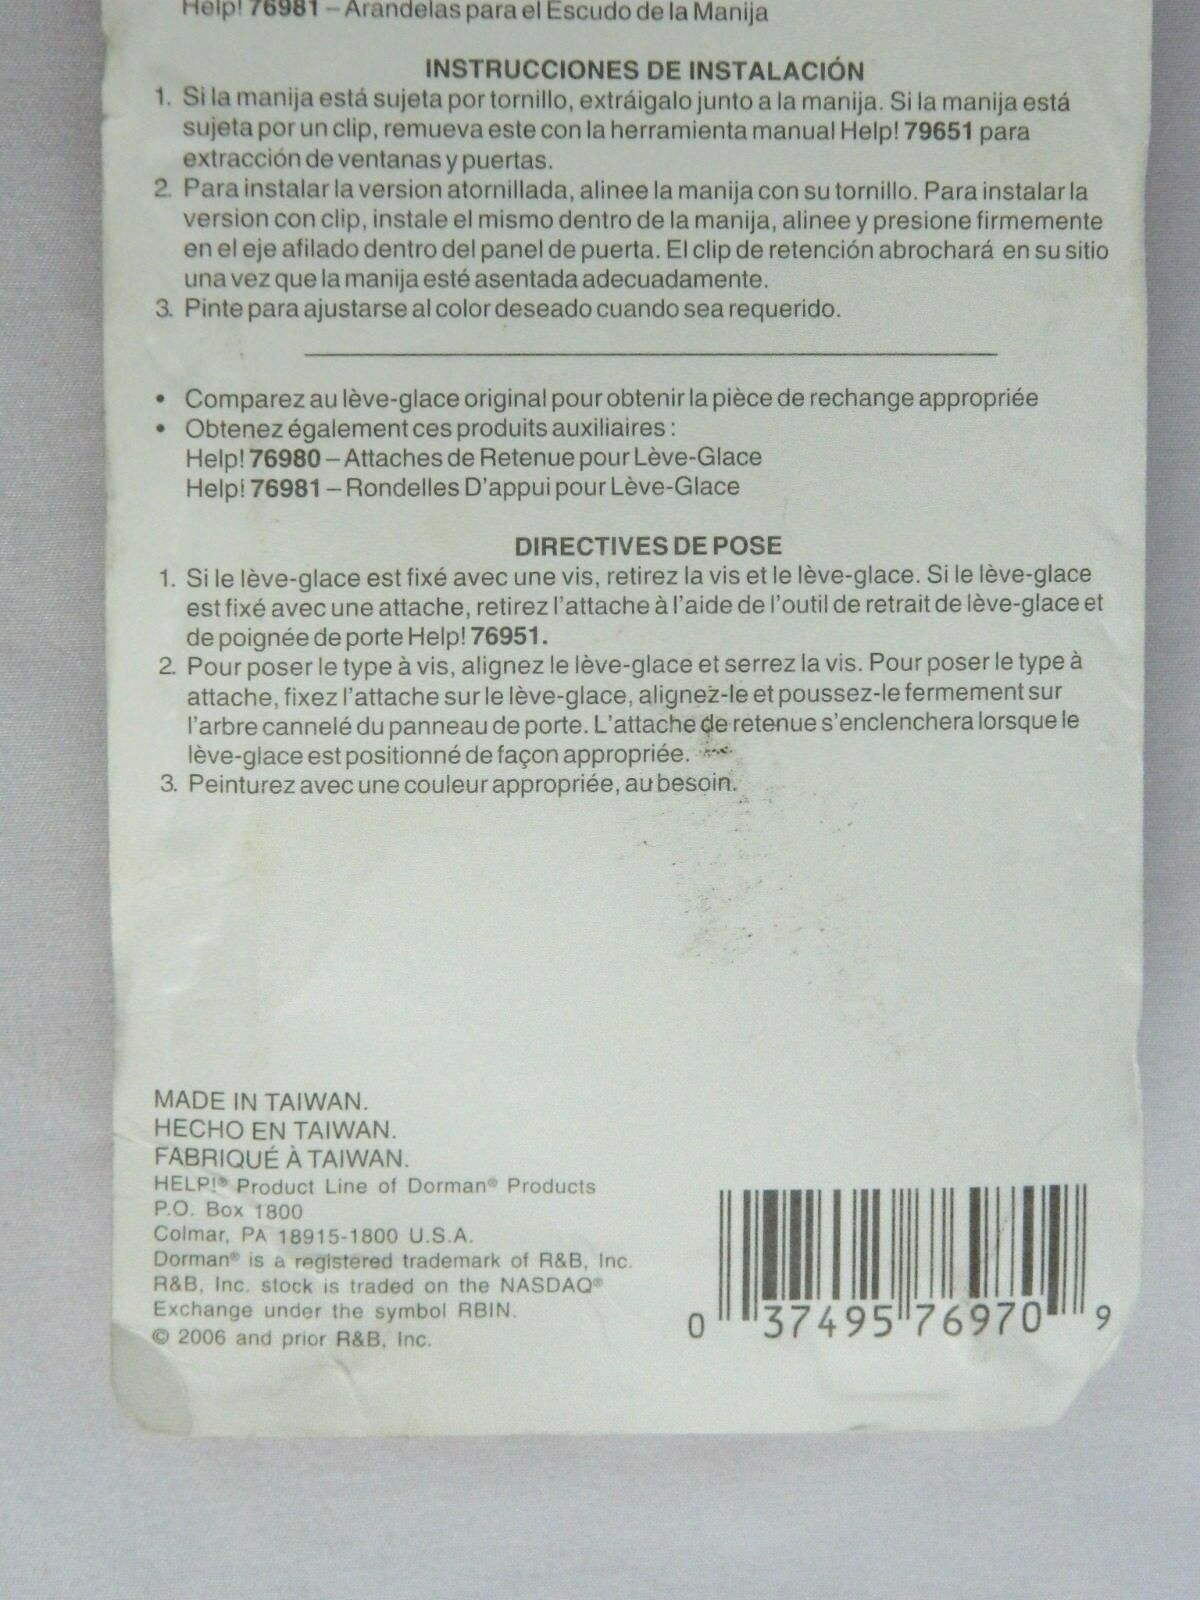 Help! 76981 – Arandelas para el Escudo de la Manija
INSTRUCCIONES DE INSTALACIÓN
1. Si la manija está sujeta por tornillo, extráigalo junto a la manija. Si la manija está
sujeta por un clip, remueva este con la herramienta manual Help! 79651 para
extracción de ventanas y puertas.
2. Para instalar la version atornillada, alinee la manija con su tornillo. Para instalar la
version con clip, instale el mismo dentro de la manija, alinee y presione firmemente
en el eje afilado dentro del panel de puerta. El clip de retención abrochará en su sitio
una vez que la manija esté asentada adecuadamente.
3. Pinte para ajustarse al color deseado cuando sea requerido.
• Comparez au lève-glace original pour obtenir la pièce de rechange appropriée
• Obtenez également ces produits auxiliaires :
Help! 76980 – Attaches de Retenue pour Lève-Glace
Help! 76981 – Rondelles D'appui pour Lève-Glace
DIRECTIVES DE POSE
1. Si le lève-glace est fixé avec une vis, retirez la vis et le lève-glace. Si le lève-glace
est fixé avec une attache, retirez l'attache à l'aide de l'outil de retrait de lève-glace et
de poignée de porte Help! 76951.
2. Pour poser le type à vis, alignez le lève-glace et serrez la vis. Pour poser le type à
attache, fixez l'attache sur le lève-glace, alignez-le et poussez-le fermement sur
l'arbre cannelé du panneau de porte. L'attache de retenue s'enclenchera lorsque le
lève-glace est positionné de façon appropriée.
3. Peinturez avec une couleur appropriée, au besoin.
MADE IN TAIWAN.
HECHO EN TAIWAN.
FABRIQUÉ À TAIWAN.
HELP!® Product Line of Dorman® Products
P.O. Box 1800
Colmar, PA 18915-1800 U.S.A.
Dorman® is a registered trademark of R&B, Inc.
R&B, Inc. stock is traded on the NASDAQ®
Exchange under the symbol RBIN.
© 2006 and prior R&B, Inc.
0 37495 76970 9